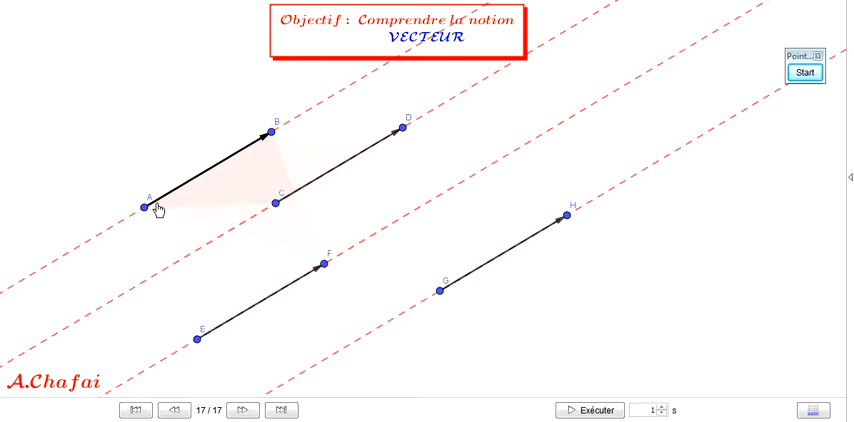 Objectif : Comprendre la notion
VECTEUR
Point...
Start
B
D
A
C
H
F
G
E
A.Chafai
17 / 17
Exécuter
1
s